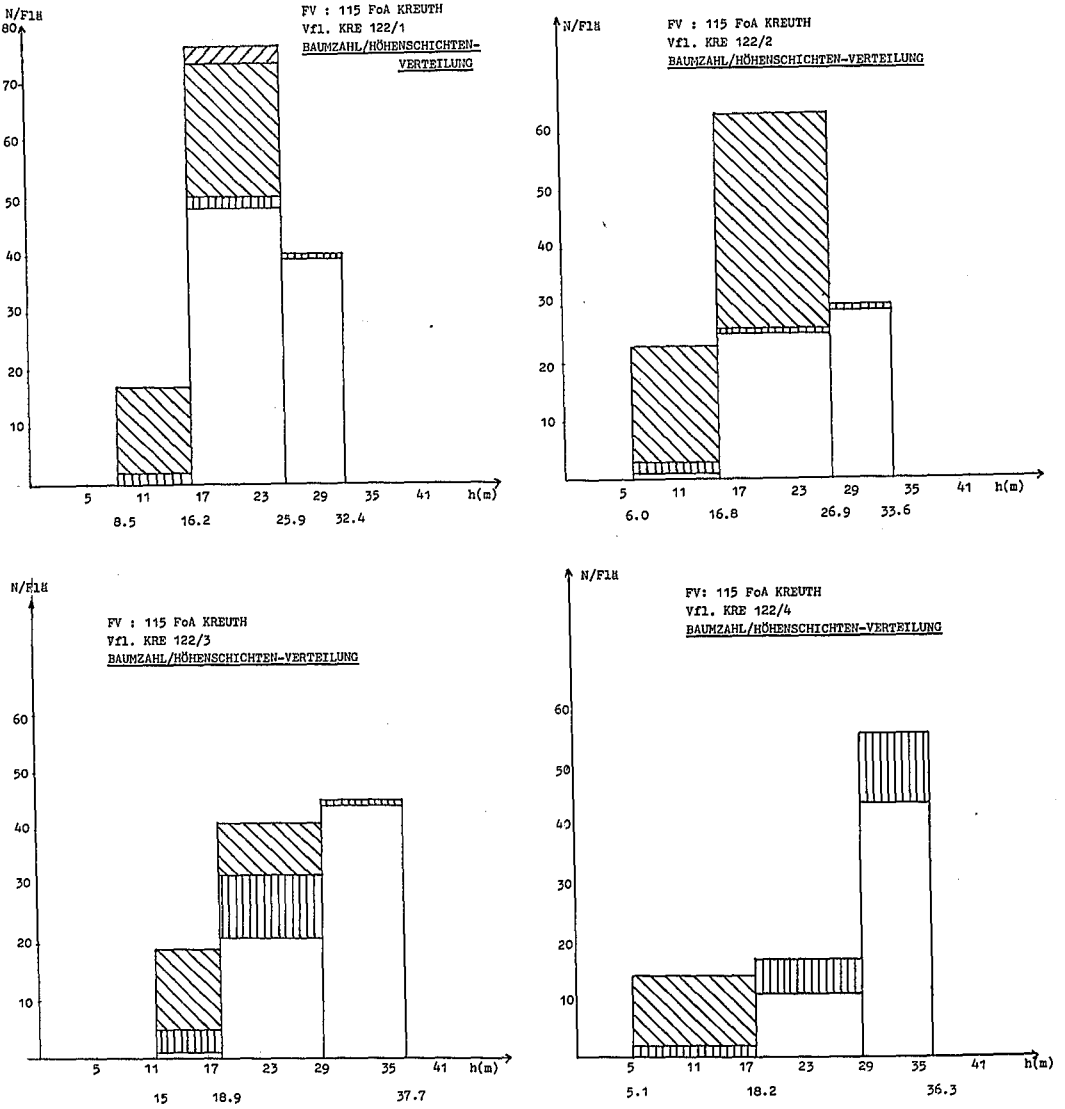 N/Flä
FV : 115 FoA KREUTH
Vfl. KRE 122/1
BAUMZAHL/HÖHENSCHICHTEN-
VERTEILUNG
80
70
60
50
40
30
20
10
5 11 17 23 29 35 41 h(m)
8.5 16.2 25.9 32.4
N/Flä
FV : 115 FoA KREUTH
Vfl. KRE 122/2
BAUMZAHL/HÖHENSCHICHTEN-VERTEILUNG
60
50
40
30
20
10
5 11 17 23 29 35 41 h(m)
6.0 16.8 26.9 33.6
N/Flä
FV : 115 FoA KREUTH
Vfl. KRE 122/3
BAUMZAHL/HÖHENSCHICHTEN-VERTEILUNG
60
50
40
30
20
10
5 11 17 23 29 35 41 h(m)
15 18.9 37.7
N/Flä
FV: 115 FoA KREUTH
Vfl. KRE 122/4
BAUMZAHL/HÖHENSCHICHTEN-VERTEILUNG
60
50
40
30
20
10
5 11 17 23 29 35 41 h(m)
5.1 18.2 36.3